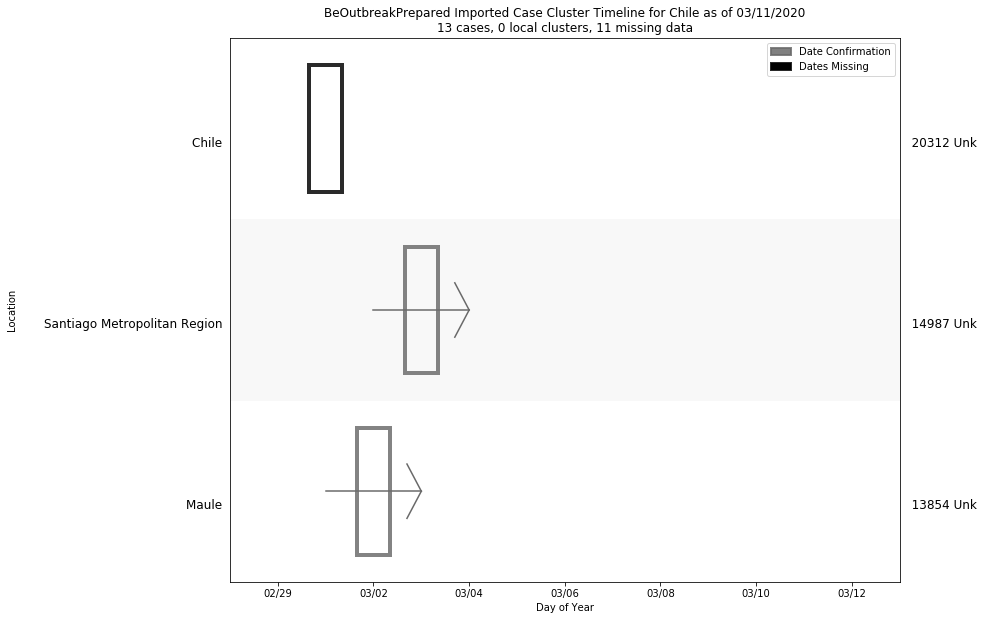 BeOutbreakPrepared Imported Case Cluster Timeline for Chile as of 03/11/2020
13 cases, 0 local clusters, 11 missing data
Date Confirmation
Dates Missing
Chile
20312 Unk
Location
Santiago Metropolitan Region
14987 Unk
Maule
13854 Unk
02/29 03/02 03/04 03/06 03/08 03/10 03/12
Day of Year